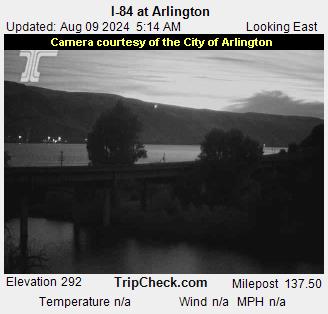 I-84 at Arlington
Updated: Aug 09 2024 5:14 AM Looking East
Camera courtesy of the City of Arlington
Elevation 292 TripCheck.com Milepost 137.50
Temperature n/a Wind n/a MPH n/a